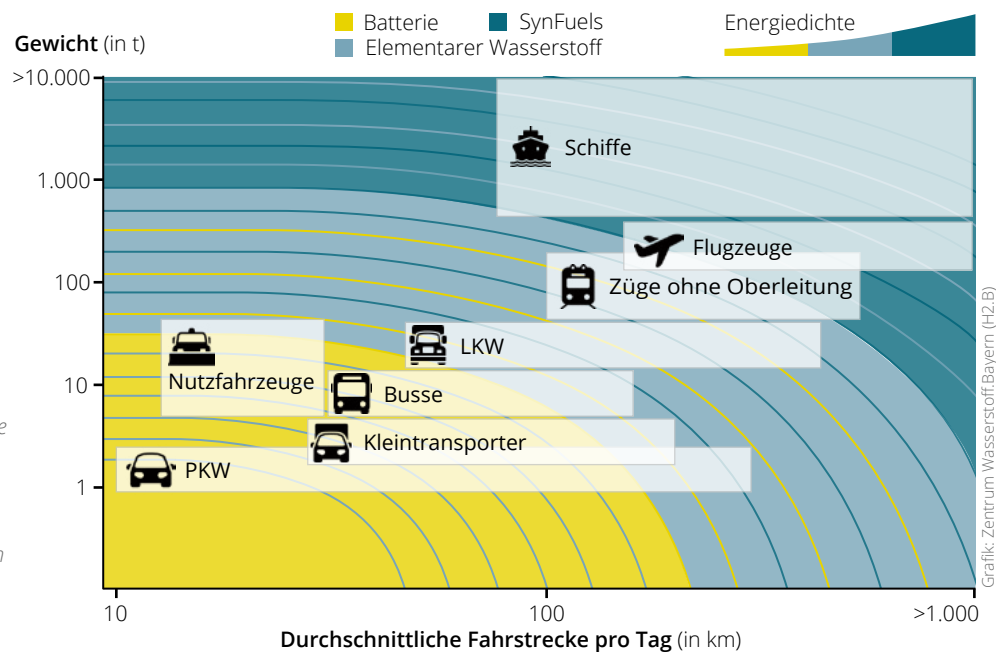 Batterie
SynFuels
Elementarer Wasserstoff
Energiedichte
Gewicht (in t)
>10.000
1.000
100
10
1
Schiffe
Flugzeuge
Züge ohne Oberleitung
LKW
Nutzfahrzeuge
Busse
Kleintransporter
PKW
e
n
10
100
>1.000
Durchschnittliche Fahrstrecke pro Tag (in km)
Grafik: Zentrum Wasserstoff.Bayern (H2.B)